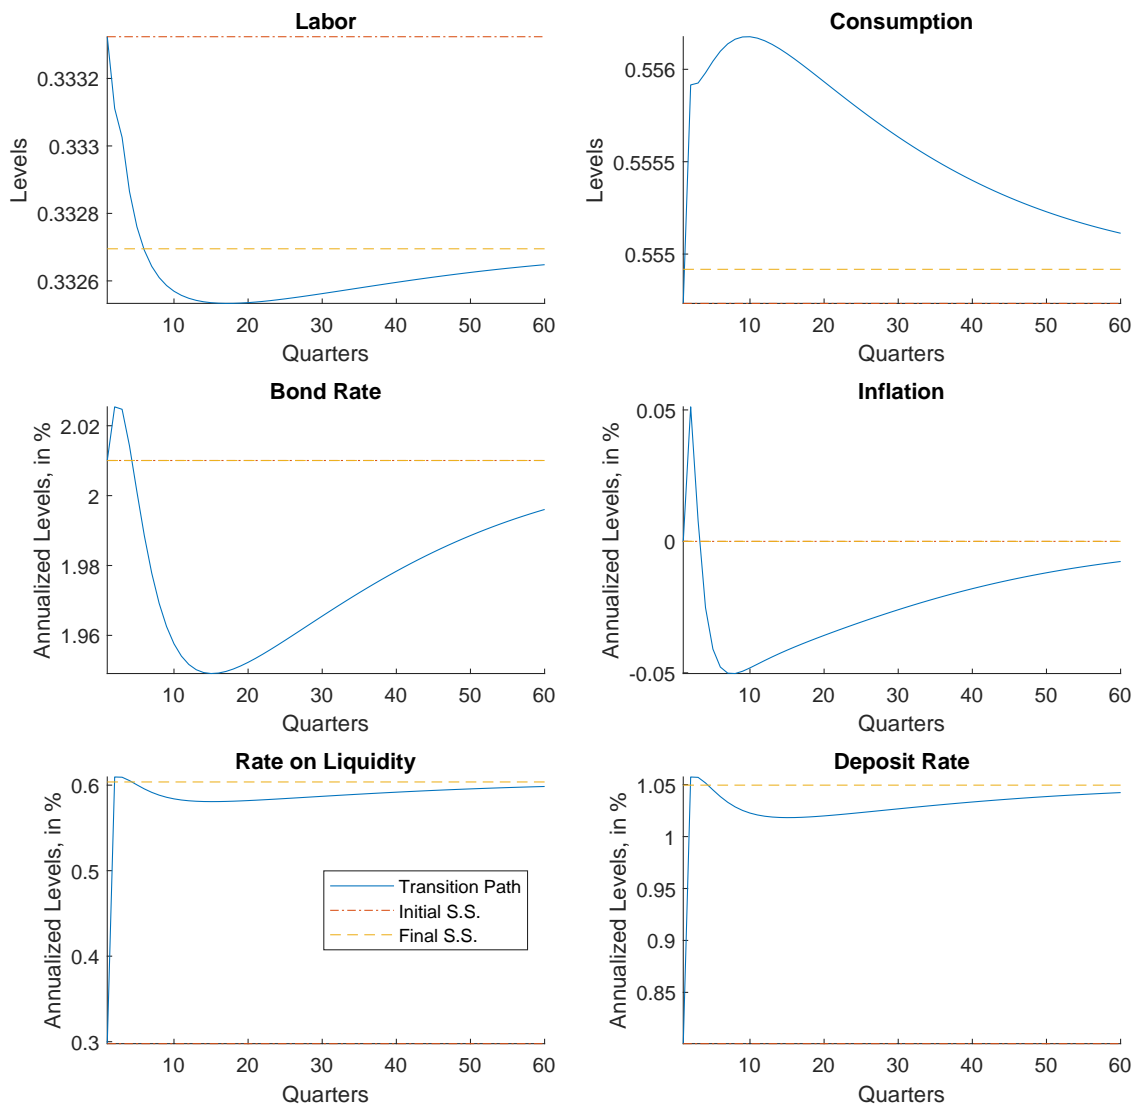 Labor
Levels
0.3332
0.333
0.3328
0.3326
10 20 30 40 50 60
Quarters
Consumption
Levels
0.556
0.5555
0.555
10 20 30 40 50 60
Quarters
Bond Rate
Annualized Levels, in %
2.02
2
1.98
1.96
10 20 30 40 50 60
Quarters
Inflation
Annualized Levels, in %
0.05
0
-0.05
10 20 30 40 50 60
Quarters
Rate on Liquidity
Annualized Levels, in %
0.6
0.5
0.4
0.3
Transition Path
Initial S.S.
Final S.S.
10 20 30 40 50 60
Quarters
Deposit Rate
Annualized Levels, in %
1.05
1
0.95
0.9
0.85
10 20 30 40 50 60
Quarters